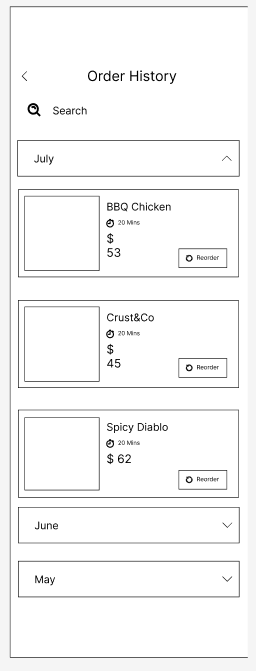 Order History
Search
July
BBQ Chicken
20 Mins
$
53
Reorder
Crust&Co
20 Mins
$
45
Reorder
Spicy Diablo
20 Mins
$ 62
Reorder
June
May